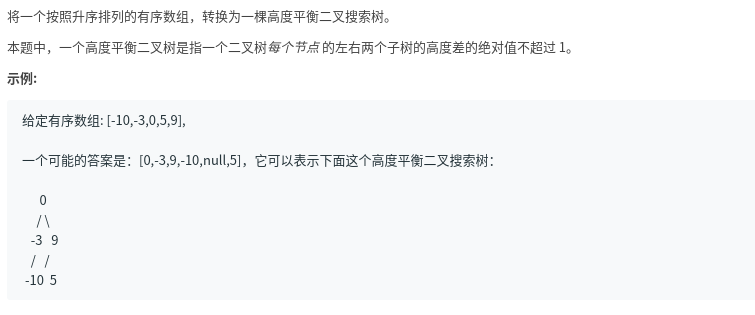 将一个按照升序排列的有序数组，转换为一棵高度平衡二叉搜索树。
本题中，一个高度平衡二叉树是指一个二叉树每个节点 的左右两个子树的高度差的绝对值不超过 1。
示例:
给定有序数组: [-10,-3,0,5,9],
一个可能的答案是：[0,-3,9,-10,null,5]，它可以表示下面这个高度平衡二叉搜索树：
0
/ \
-3 9
/ /
-10 5